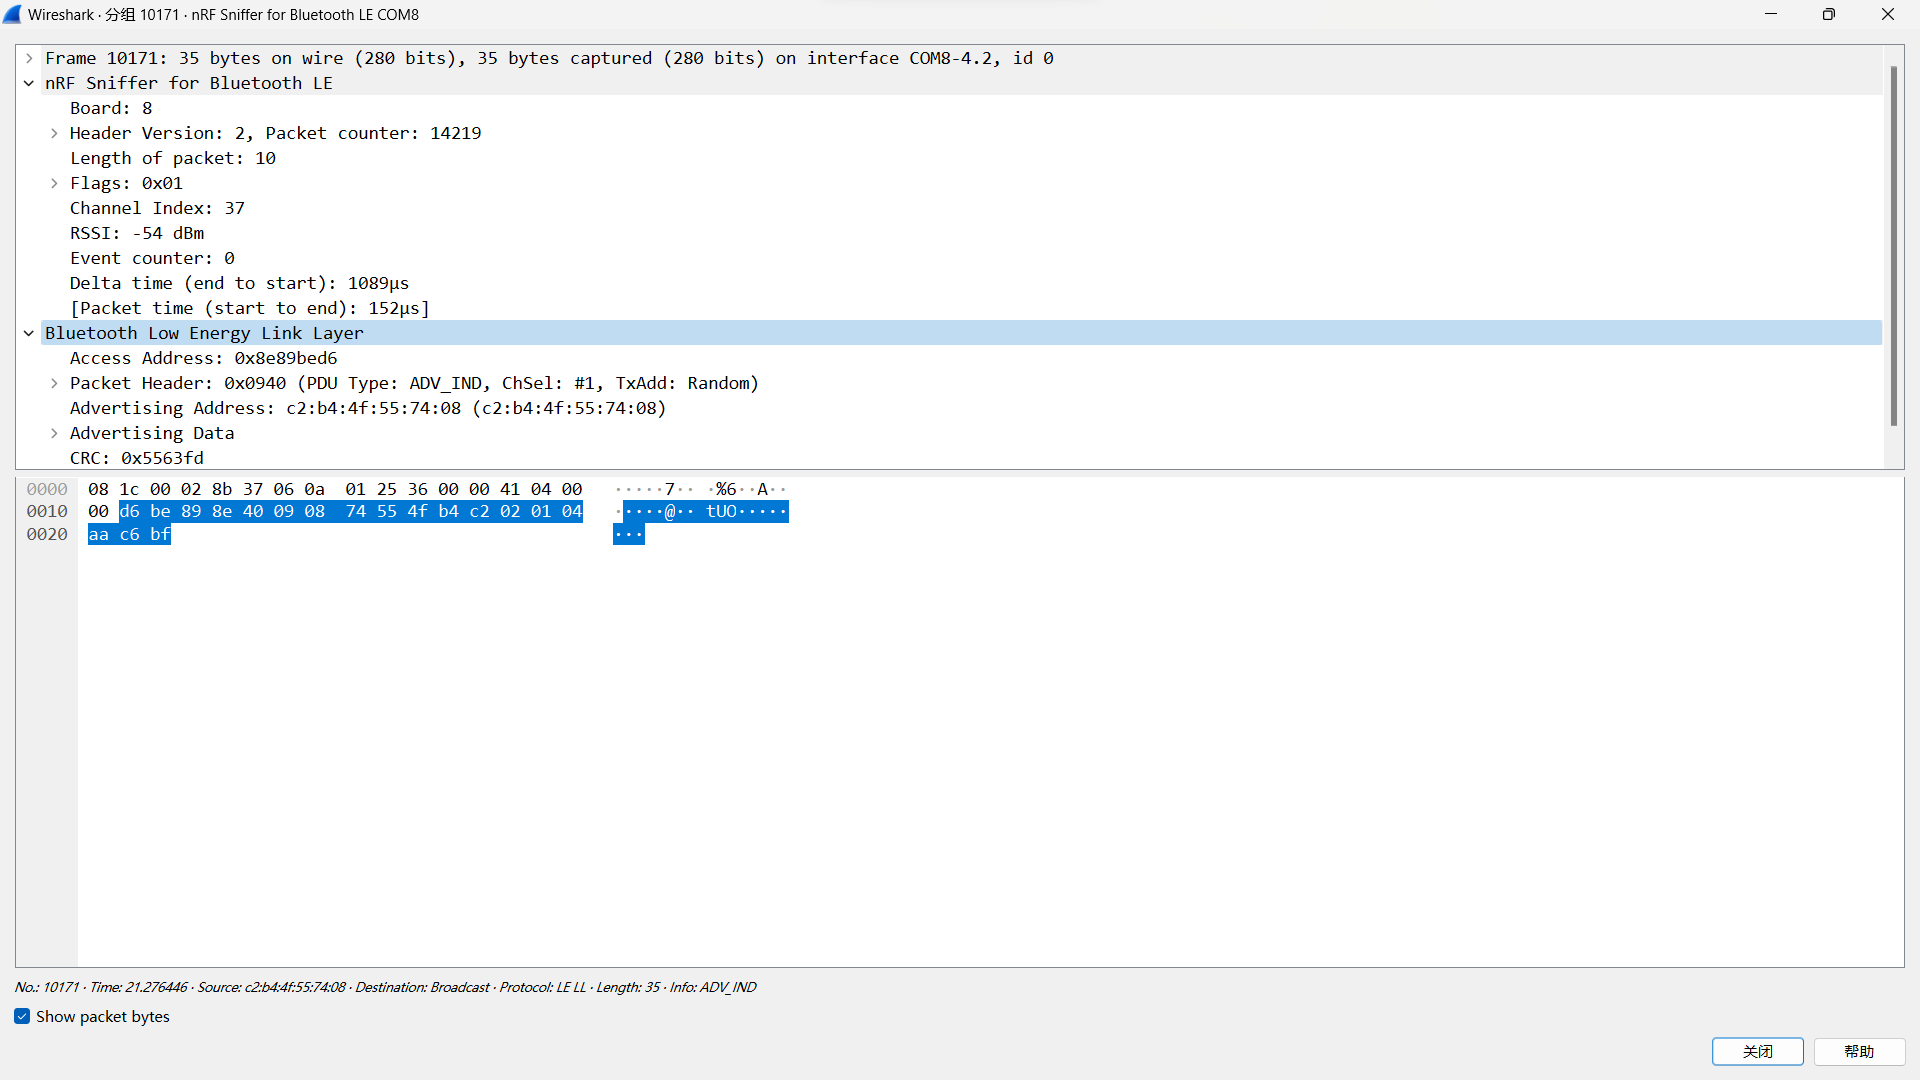 Wireshark · 分组 10171 · nRF Sniffer for Bluetooth LE COM8
Frame 10171: 35 bytes on wire (280 bits), 35 bytes captured (280 bits) on interface COM8-4.2, id 0
nRF Sniffer for Bluetooth LE
Board: 8
Header Version: 2, Packet counter: 14219
Length of packet: 10
Flags: 0x01
Channel Index: 37
RSSI: -54 dBm
Event counter: 0
Delta time (end to start): 1089µs
[Packet time (start to end): 152µs]
Bluetooth Low Energy Link Layer
Access Address: 0x8e89bed6
Packet Header: 0x0940 (PDU Type: ADV_IND, ChSel: #1, TxAdd: Random)
Advertising Address: c2:b4:4f:55:74:08 (c2:b4:4f:55:74:08)
Advertising Data
CRC: 0x5563fd
0000 08 1c 00 02 8b 37 06 0a 01 25 36 00 00 41 04 00 ·····7·· ·%6··A··
0010 00 d6 be 89 8e 40 09 08 74 55 4f b4 c2 02 01 04 ·····@·· tUO·····
0020 aa c6 bf ···
No.: 10171 · Time: 21.276446 · Source: c2:b4:4f:55:74:08 · Destination: Broadcast · Protocol: LE LL · Length: 35 · Info: ADV_IND
Show packet bytes
关闭 帮助